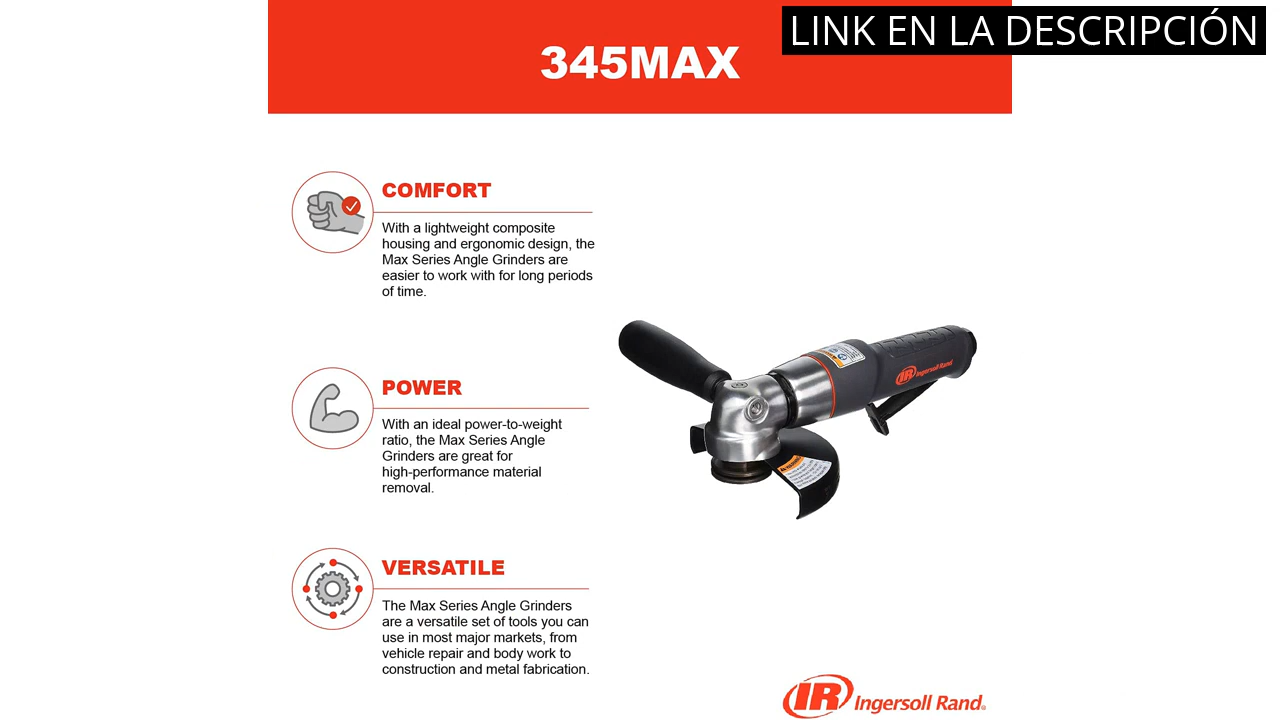 LINK EN LA DESCRIPCIÓN
345MAX
COMFORT
With a lightweight composite
housing and ergonomic design, the
Max Series Angle Grinders are
easier to work with for long periods
of time.
POWER
With an ideal power-to-weight
ratio, the Max Series Angle
Grinders are great for
high-performance material
removal.
VERSATILE
The Max Series Angle Grinders
are a versatile set of tools you can
use in most major markets, from
vehicle repair and body work to
construction and metal fabrication.
IR Ingersoll Rand
WARNING
IR Ingersoll Rand®